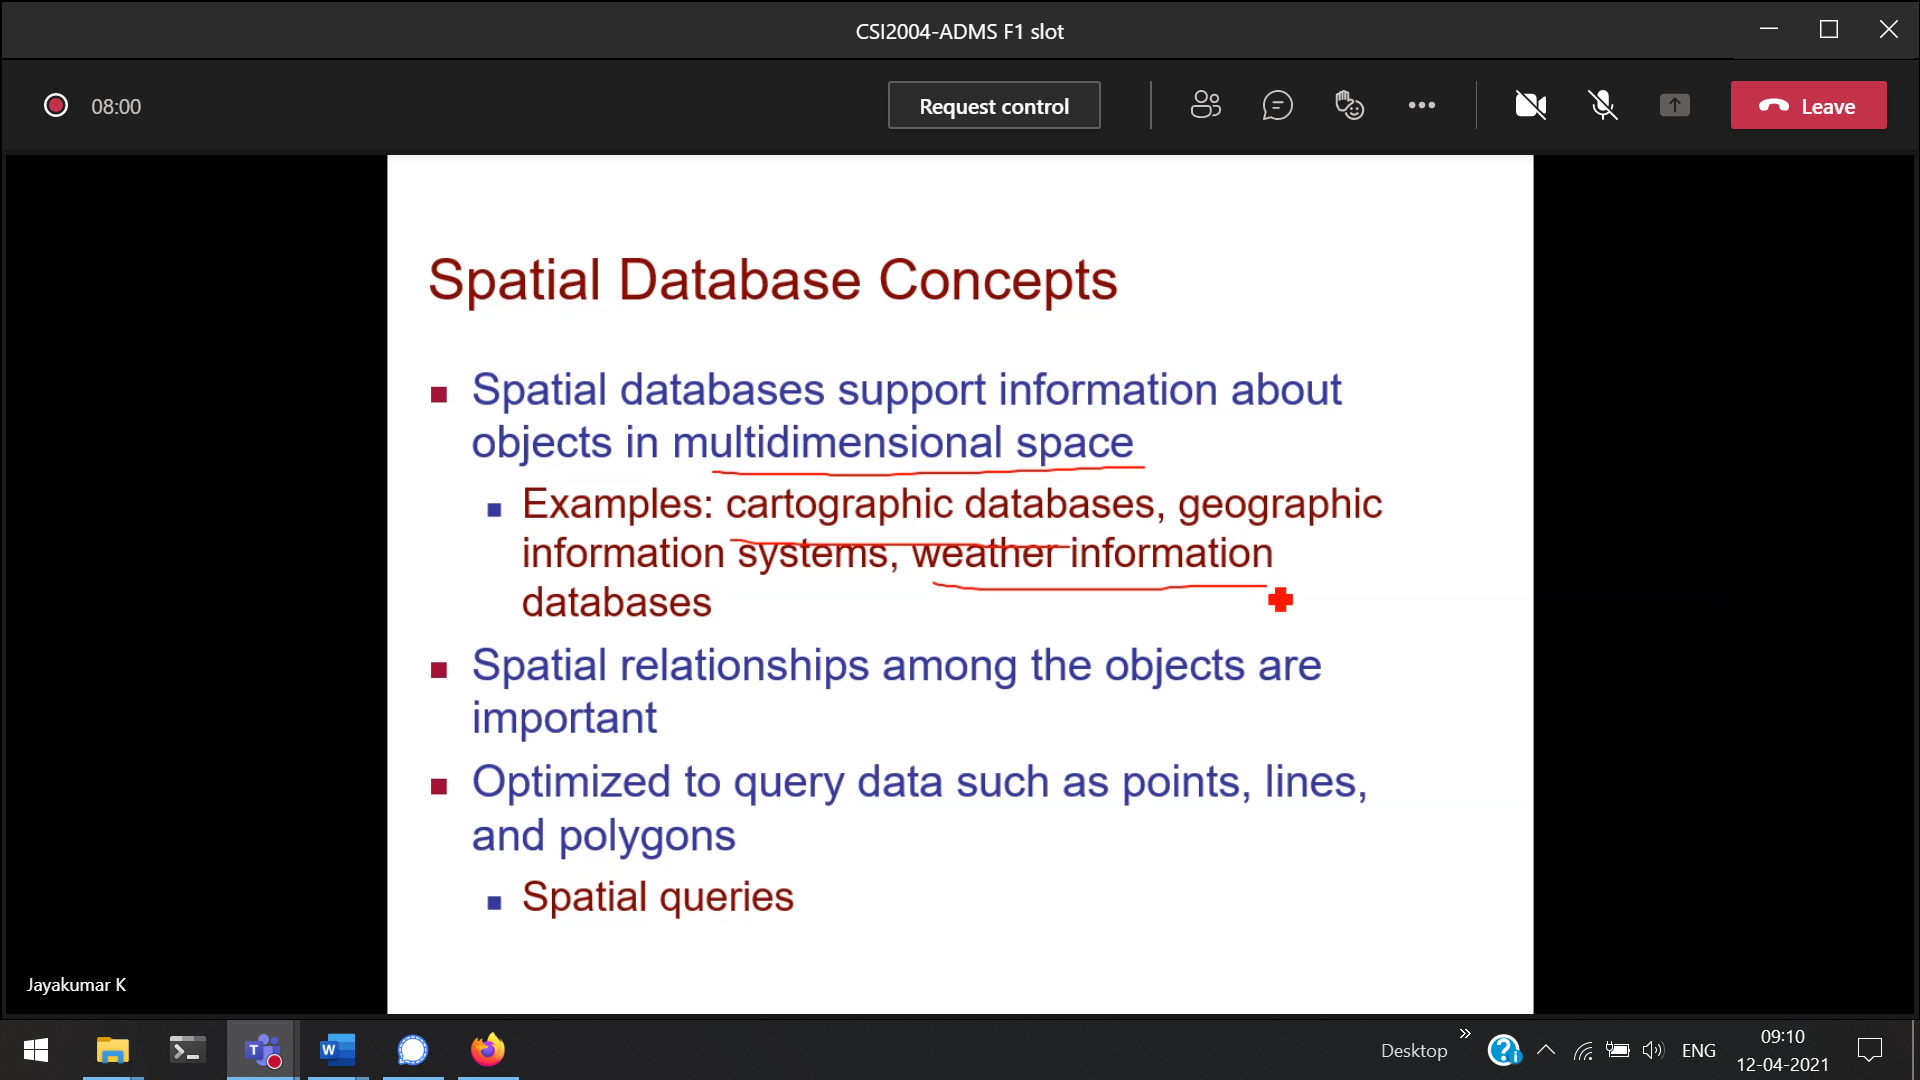 CSI2004-ADMS F1 slot
08:00
Request control
Leave
Spatial Database Concepts
Spatial databases support information about
objects in multidimensional space
Examples: cartographic databases, geographic
information systems, weather information
databases
Spatial relationships among the objects are
important
Optimized to query data such as points, lines,
and polygons
Spatial queries
Jayakumar K
Desktop
ENG
09:10
12-04-2021